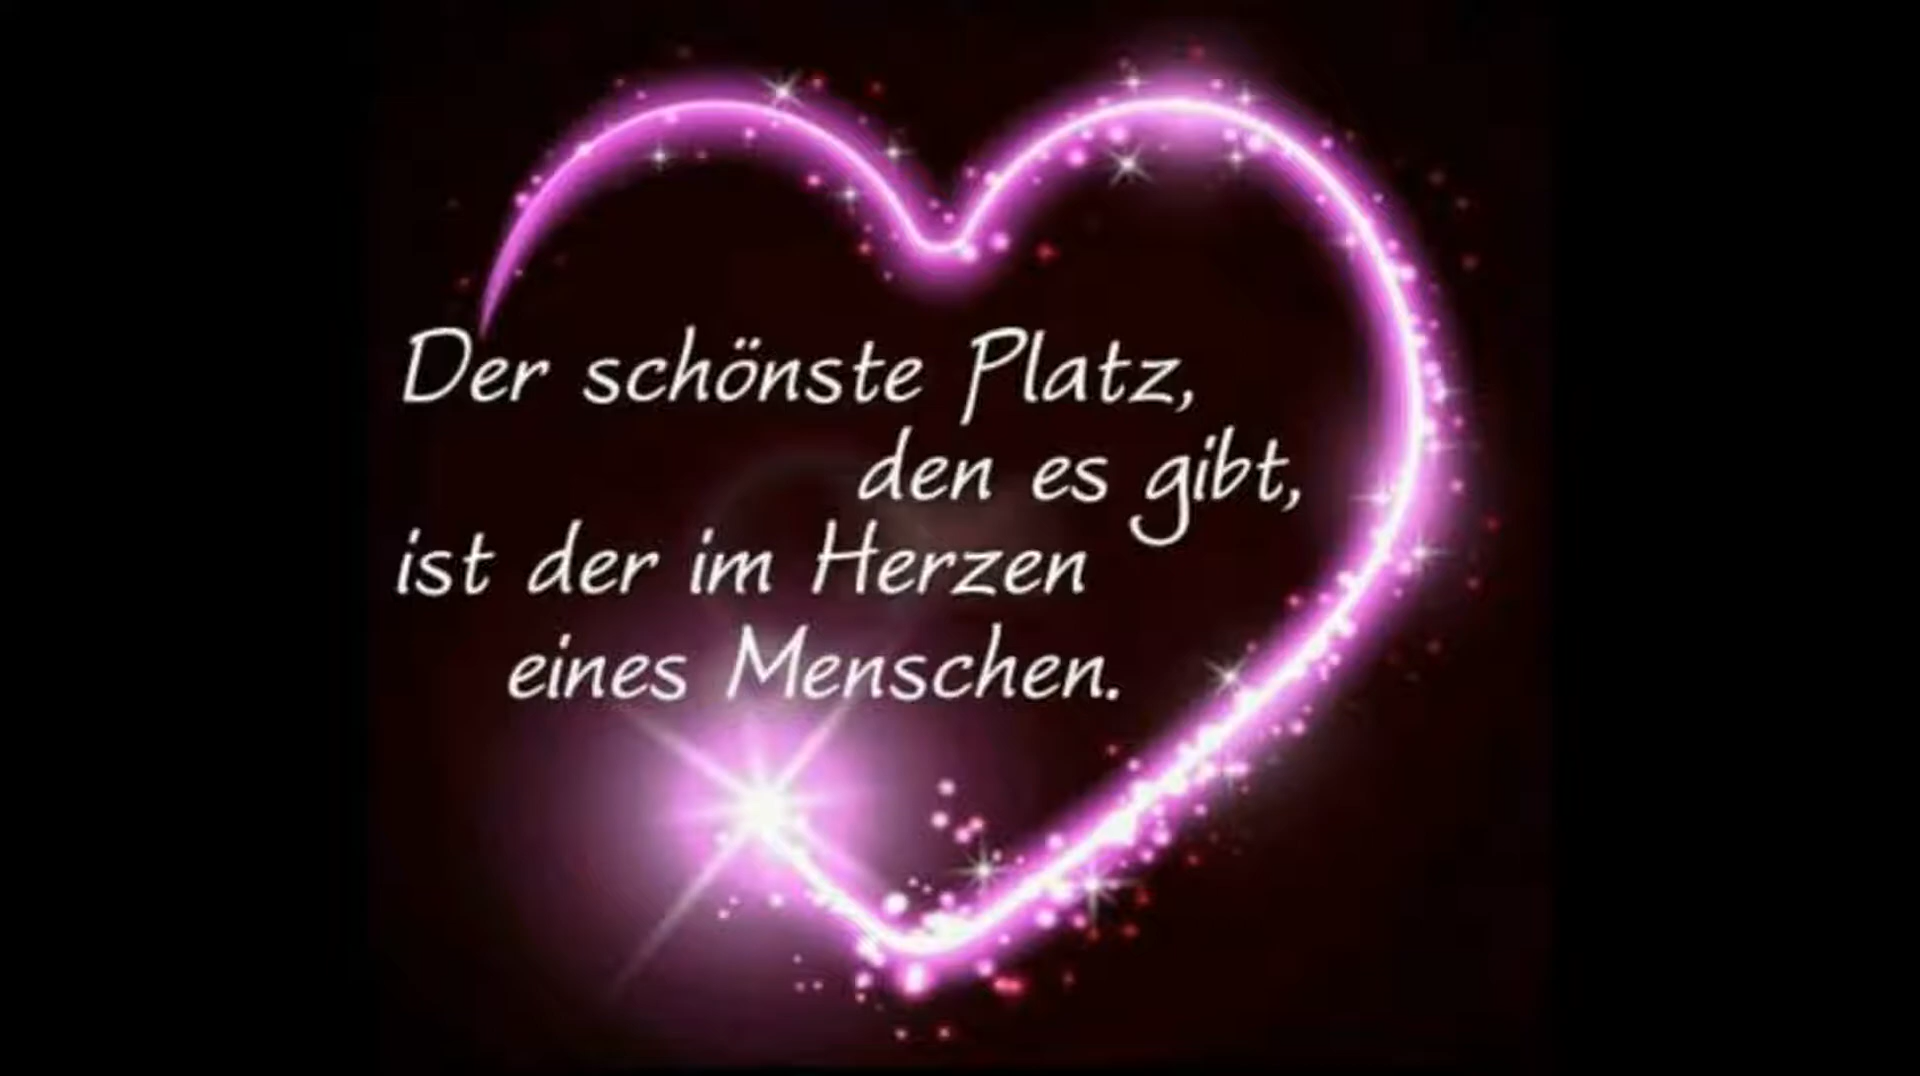 Der schönste Platz,
den es gibt,
ist der im Herzen
eines Menschen.